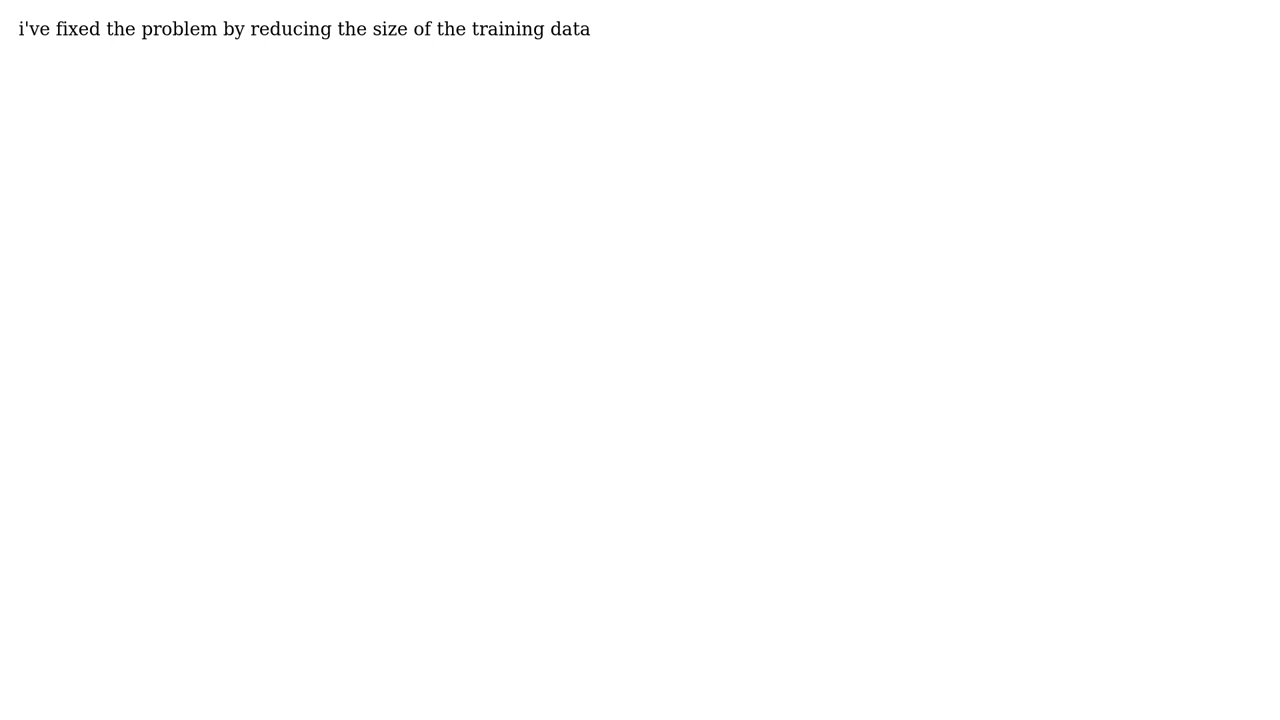 i've fixed the problem by reducing the size of the training data